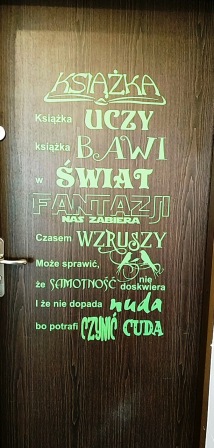 KSIĄŻKA
Książka UCZY
książka BAWI
w ŚWIAT
FANTAZJI
NAS ZABIERA
Czasem WZRUSZY
Może sprawić,
że SAMOTNOŚĆ nie
doskwiera
I że nie dopada nuda
bo potrafi CZYNIĆ CUDA